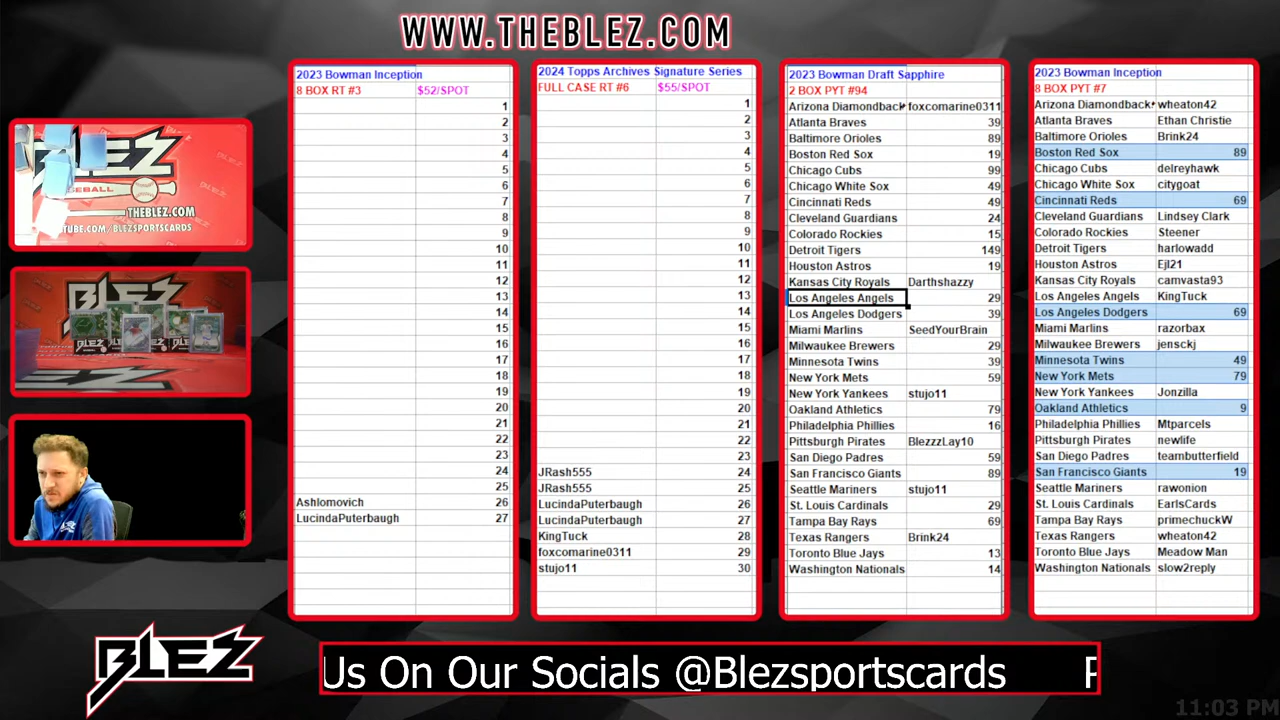 WWW.THEBLEZ.COM
BLEZ
BASEBALL
THEBLEZ.COM
TUBE.COM/BLEZSPORTSCARDS
BLEZ
BLEZ
2023 Bowman Inception
8 BOX RT #3 $52/SPOT
1
2
3
4
5
6
7
8
9
10
11
12
13
14
15
16
17
18
19
20
21
22
23
24
25
Ashlomovich 26
LucindaPuterbaugh 27
2024 Topps Archives Signature Series
FULL CASE RT #6 $55/SPOT
1
2
3
4
5
6
7
8
9
10
11
12
13
14
15
16
17
18
19
20
21
22
23
JRash555 24
JRash555 25
LucindaPuterbaugh 26
LucindaPuterbaugh 27
KingTuck 28
foxcomarine0311 29
stujo11 30
2023 Bowman Draft Sapphire
2 BOX PYT #94
Arizona Diamondback foxcomarine0311
Atlanta Braves 39
Baltimore Orioles 89
Boston Red Sox 19
Chicago Cubs 99
Chicago White Sox 49
Cincinnati Reds 49
Cleveland Guardians 24
Colorado Rockies 15
Detroit Tigers 149
Houston Astros 19
Kansas City Royals Darthshazzy
Los Angeles Angels 29
Los Angeles Dodgers 39
Miami Marlins SeedYourBrain
Milwaukee Brewers 29
Minnesota Twins 39
New York Mets 59
New York Yankees stujo11
Oakland Athletics 79
Philadelphia Phillies 16
Pittsburgh Pirates BlezzzLay10
San Diego Padres 59
San Francisco Giants 89
Seattle Mariners stujo11
St. Louis Cardinals 29
Tampa Bay Rays 69
Texas Rangers Brink24
Toronto Blue Jays 13
Washington Nationals 14
2023 Bowman Inception
8 BOX PYT #7
Arizona Diamondback wheaton42
Atlanta Braves Ethan Christie
Baltimore Orioles Brink24
Boston Red Sox 89
Chicago Cubs delreyhawk
Chicago White Sox citygoat
Cincinnati Reds 69
Cleveland Guardians Lindsey Clark
Colorado Rockies Steener
Detroit Tigers harlowadd
Houston Astros Ejl21
Kansas City Royals camvasta93
Los Angeles Angels KingTuck
Los Angeles Dodgers 69
Miami Marlins razorbax
Milwaukee Brewers jensckj
Minnesota Twins 49
New York Mets 79
New York Yankees Jonzilla
Oakland Athletics 9
Philadelphia Phillies Mtparcels
Pittsburgh Pirates newlife
San Diego Padres teambutterfield
San Francisco Giants 19
Seattle Mariners rawonion
St. Louis Cardinals EarlsCards
Tampa Bay Rays primechuckW
Texas Rangers wheaton42
Toronto Blue Jays Meadow Man
Washington Nationals slow2reply
BLEZ
Us On Our Socials @Blezsportscards
11:03 PM